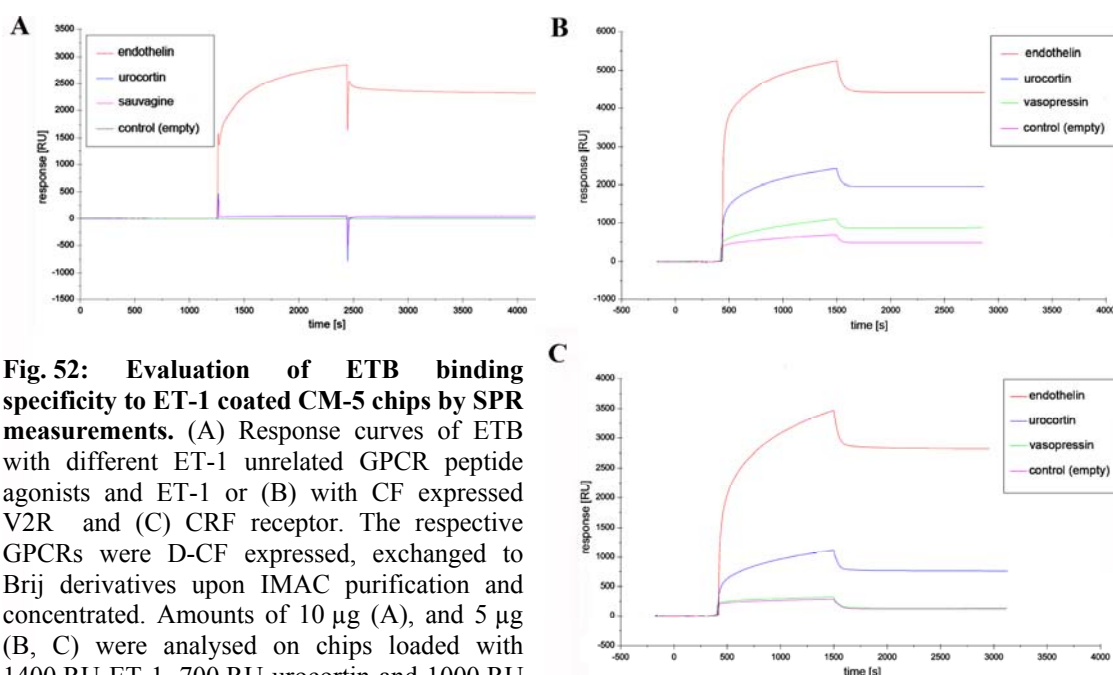 A
3500
3000
2500
2000
1500
1000
500
0
-500
-1000
-1500
response [RU]
endothelin
urocortin
sauvagine
control (empty)
0
500
1000
1500
2000
2500
3000
3500
4000
time [s]
B
6000
5000
4000
3000
2000
1000
0
-1000
response [RU]
endothelin
urocortin
vasopressin
control (empty)
-500
0
500
1000
1500
2000
2500
3000
3500
4000
time [s]
Fig. 52: Evaluation of ETB binding
specificity to ET-1 coated CM-5 chips by SPR
measurements. (A) Response curves of ETB
with different ET-1 unrelated GPCR peptide
agonists and ET-1 or (B) with CF expressed
V2R and (C) CRF receptor. The respective
GPCRs were D-CF expressed, exchanged to
Brij derivatives upon IMAC purification and
concentrated. Amounts of 10 µg (A), and 5 µg
(B, C) were analysed on chips loaded with
1400 RU ET-1, 700 RU urocortin and 1000 RU
C
4000
3500
3000
2500
2000
1500
1000
500
0
-500
response [RU]
endothelin
urocortin
vasopressin
control (empty)
-500
0
500
1000
1500
2000
2500
3000
3500
4000
time [s]